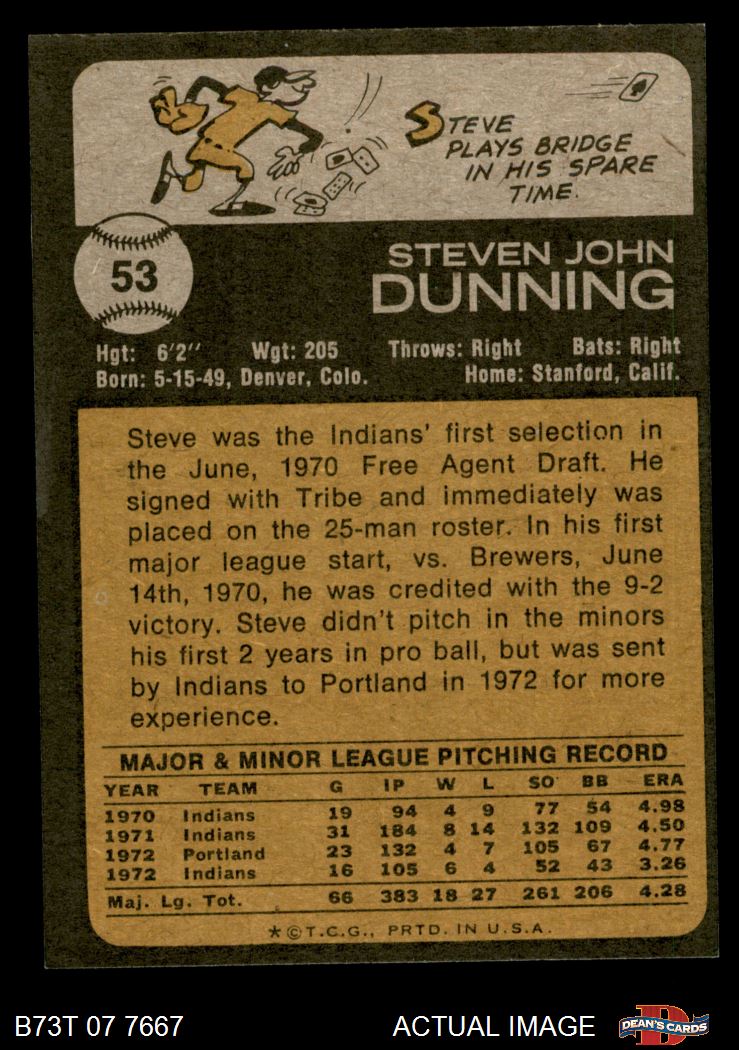 STEVE
PLAYS BRIDGE
IN HIS SPARE
TIME.
53
STEVEN JOHN
DUNNING
Hgt: 6'2" Wgt: 205 Throws: Right Bats: Right
Born: 5-15-49, Denver, Colo. Home: Stanford, Calif.
Steve was the Indians' first selection in
the June, 1970 Free Agent Draft. He
signed with Tribe and immediately was
placed on the 25-man roster. In his first
major league start, vs. Brewers, June
14th, 1970, he was credited with the 9-2
victory. Steve didn't pitch in the minors
his first 2 years in pro ball, but was sent
by Indians to Portland in 1972 for more
experience.
MAJOR & MINOR LEAGUE PITCHING RECORD
YEAR TEAM G IP W L SO BB ERA
1970 Indians 19 94 4 9 77 54 4.98
1971 Indians 31 184 8 14 132 109 4.50
1972 Portland 23 132 4 7 105 67 4.77
1972 Indians 16 105 6 4 52 43 3.26
Maj. Lg. Tot. 66 383 18 27 261 206 4.28
*©T.C.G., PRTD. IN U.S.A.
B73T 07 7667 ACTUAL IMAGE D
DEAN'S CARDS